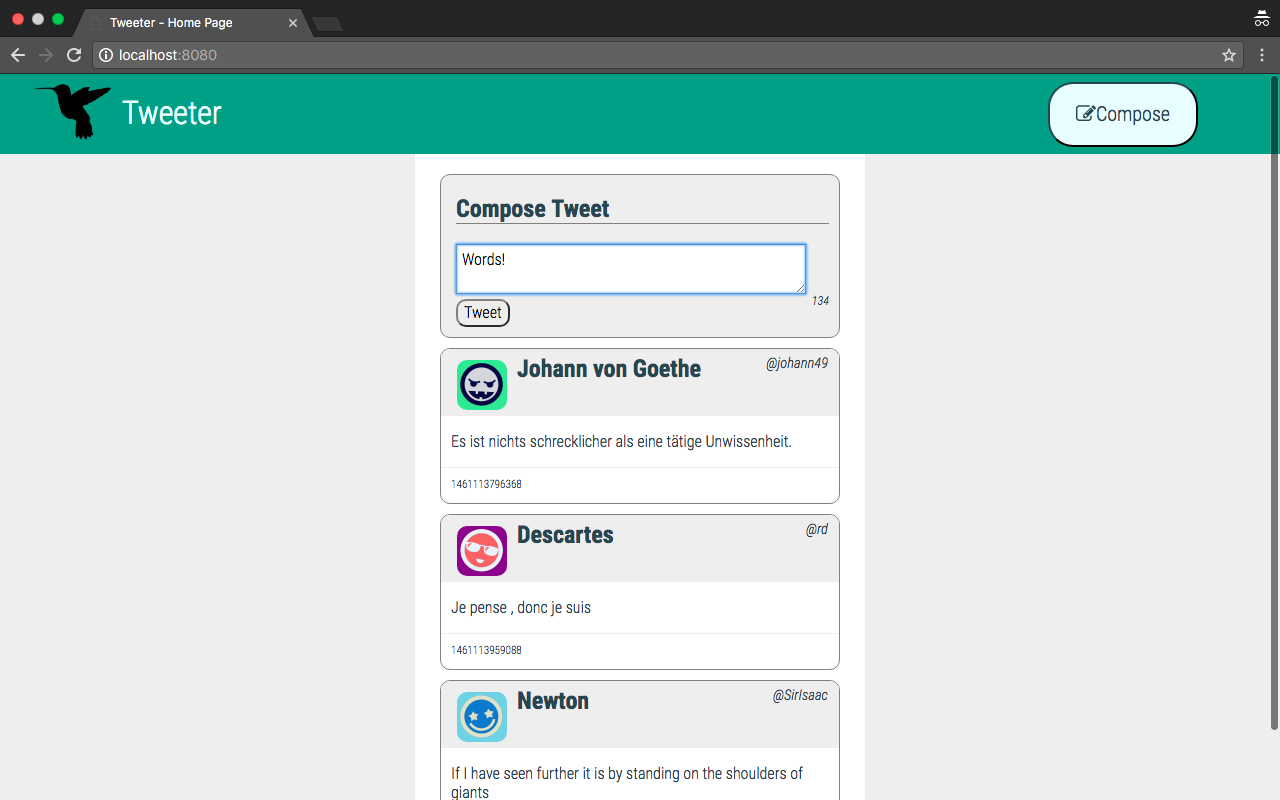 Tweeter - Home Page
localhost:8080
Tweeter
Compose
Compose Tweet
Words!
134
Tweet
Johann von Goethe
@johann49
Es ist nichts schrecklicher als eine tätige Unwissenheit.
1461113796368
Descartes
@rd
Je pense , donc je suis
1461113959088
Newton
@SirIsaac
If I have seen further it is by standing on the shoulders of
giants